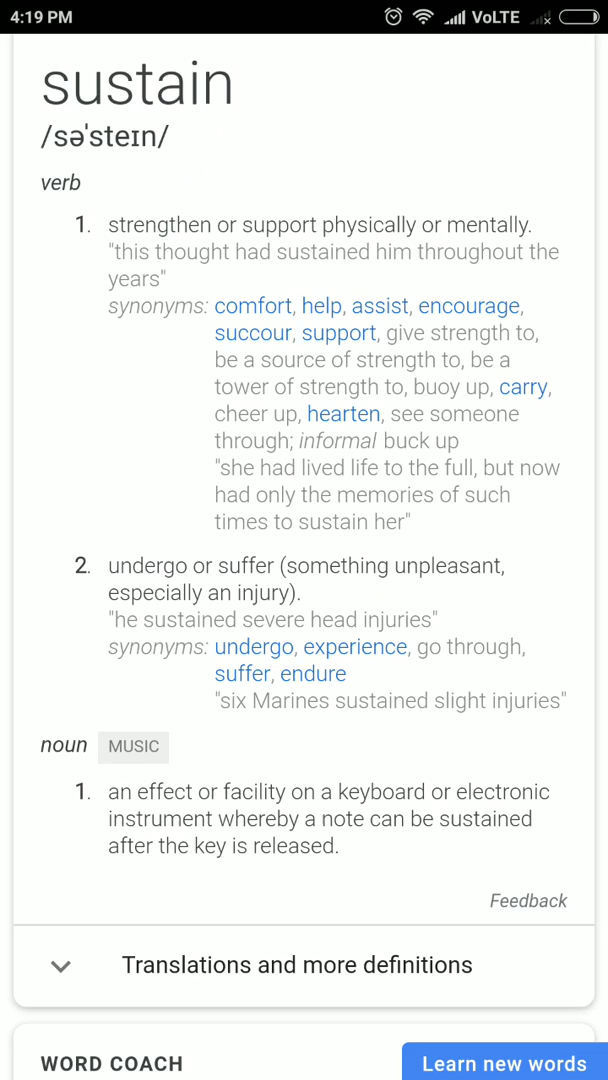 4:19 PM VoLTE
sustain
/səˈsteɪn/
verb
1. strengthen or support physically or mentally.
"this thought had sustained him throughout the
years"
synonyms: comfort, help, assist, encourage,
succour, support, give strength to,
be a source of strength to, be a
tower of strength to, buoy up, carry,
cheer up, hearten, see someone
through; informal buck up
"she had lived life to the full, but now
had only the memories of such
times to sustain her"
2. undergo or suffer (something unpleasant,
especially an injury).
"he sustained severe head injuries"
synonyms: undergo, experience, go through,
suffer, endure
"six Marines sustained slight injuries"
noun MUSIC
1. an effect or facility on a keyboard or electronic
instrument whereby a note can be sustained
after the key is released.
Feedback
Translations and more definitions
WORD COACH Learn new words